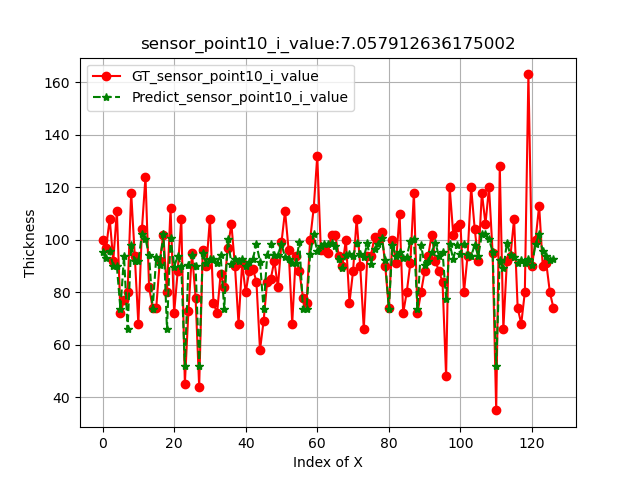 sensor_point10_i_value:7.057912636175002
GT_sensor_point10_i_value
Predict_sensor_point10_i_value
Thickness
160
140
120
100
80
60
40
0 20 40 60 80 100 120
Index of X